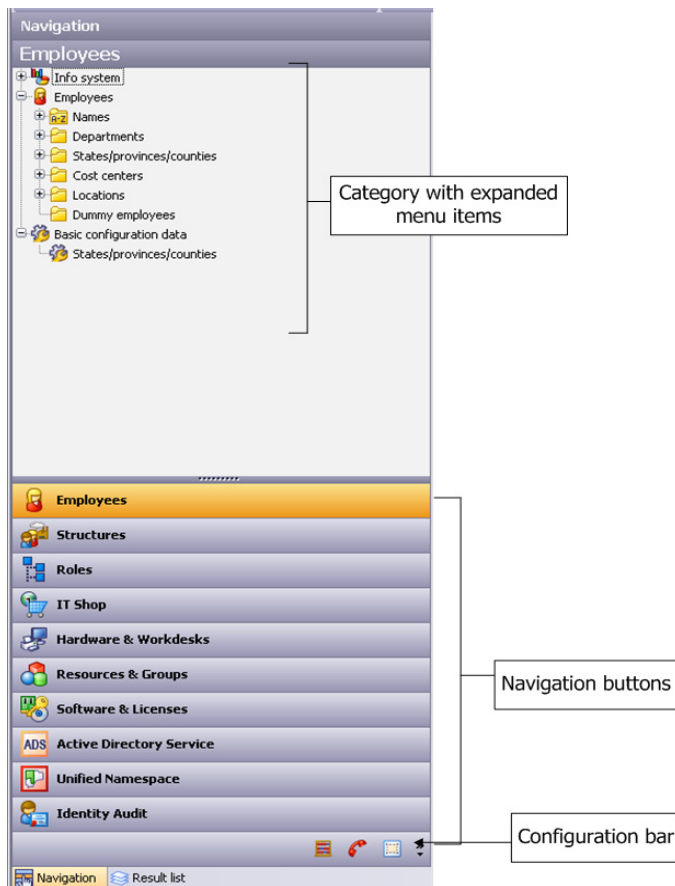 Navigation
Employees
Info system
Employees
A-Z Names
Departments
States/provinces/counties
Cost centers
Locations
Dummy employees
Basic configuration data
States/provinces/counties
Category with expanded
menu items
Employees
Structures
Roles
IT Shop
Hardware & Workdesks
Resources & Groups
Software & Licenses
ADS Active Directory Service
Unified Namespace
Identity Audit
Navigation buttons
Configuration bar
Navigation Result list